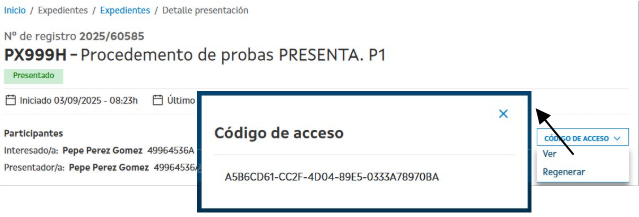 Inicio / Expedientes / Expedientes / Detalle presentación
Nº de registro 2025/60585
PX999H – Procedemento de probas PRESENTA. P1
Presentado
Iniciado 03/09/2025 - 08:23h Último
Participantes
Interesado/a: Pepe Perez Gomez 49964536A
Presentador/a: Pepe Perez Gomez 49964536
Código de acceso
A5B6CD61-CC2F-4D04-89E5-0333A78970BA
CÓDIGO DE ACCESO
Ver
Regenerar